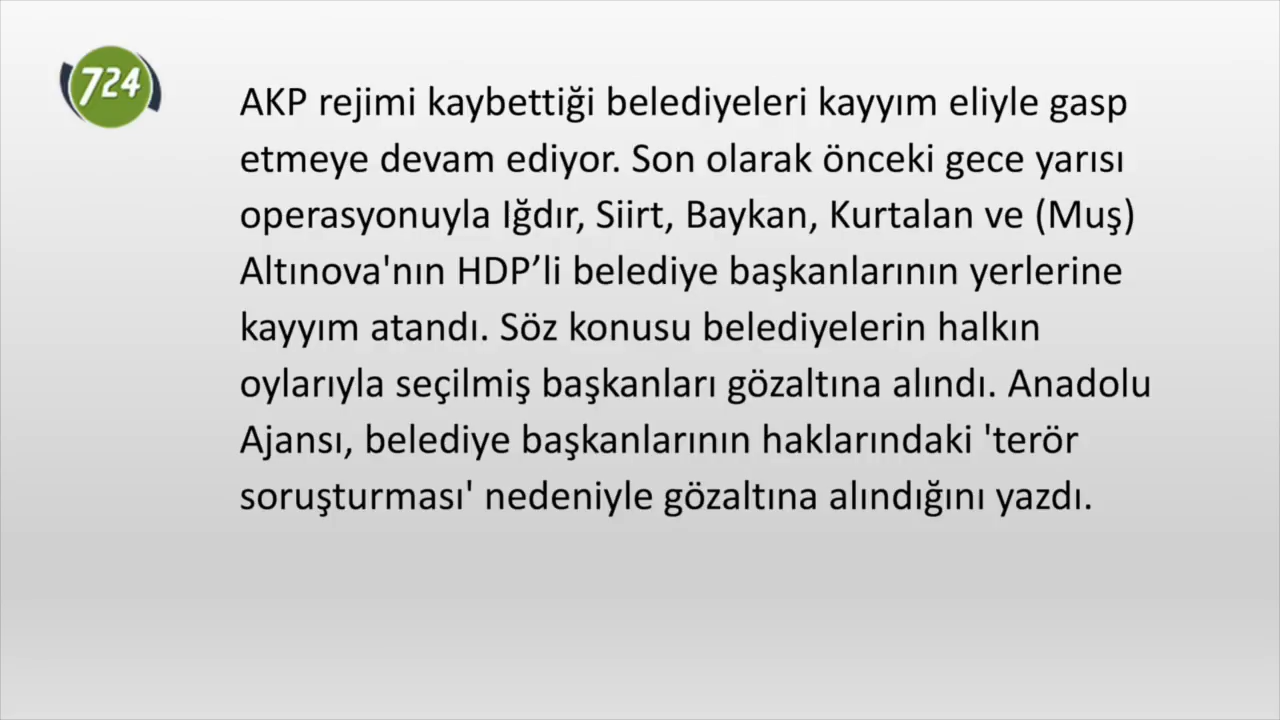 724
AKP rejimi kaybettiği belediyeleri kayyım eliyle gasp
etmeye devam ediyor. Son olarak önceki gece yarısı
operasyonuyla Iğdır, Siirt, Baykan, Kurtalan ve (Muş)
Altınova'nın HDP’li belediye başkanlarının yerlerine
kayyım atandı. Söz konusu belediyelerin halkın
oylarıyla seçilmiş başkanları gözaltına alındı. Anadolu
Ajansı, belediye başkanlarının haklarındaki 'terör
soruşturması' nedeniyle gözaltına alındığını yazdı.